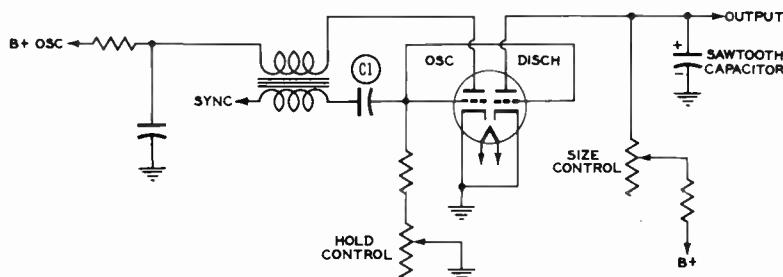 B+ OSC
SYNC
C1
OSC
DISCH
OUTPUT
+
-
SAWTOOTH
CAPACITOR
SIZE
CONTROL
HOLD
CONTROL
B+